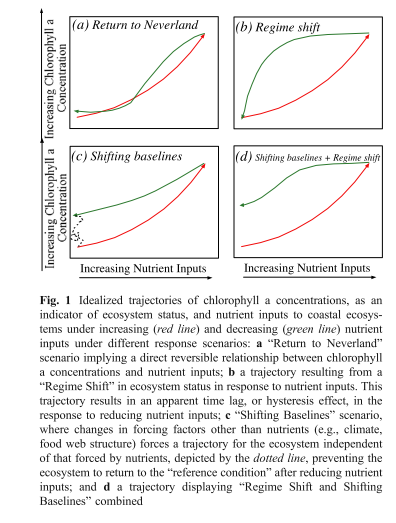 (a) Return to Neverland
(b) Regime shift
Increasing Chlorophyll a
Concentration
(c) Shifting baselines
(d) Shifting baselines + Regime shift
Increasing Chlorophyll a
Concentration
Increasing Nutrient Inputs
Increasing Nutrient Inputs
Fig. 1 Idealized trajectories of chlorophyll a concentrations, as an
indicator of ecosystem status, and nutrient inputs to coastal ecosys-
tems under increasing (red line) and decreasing (green line) nutrient
inputs under different response scenarios: a “Return to Neverland”
scenario implying a direct reversible relationship between chlorophyll
a concentrations and nutrient inputs; b a trajectory resulting from a
“Regime Shift” in ecosystem status in response to nutrient inputs. This
trajectory results in an apparent time lag, or hysteresis effect, in
the response to reducing nutrient inputs; c “Shifting Baselines” scenario,
where changes in forcing factors other than nutrients (e.g., climate,
food web structure) forces a trajectory for the ecosystem independent
of that forced by nutrients, depicted by the dotted line, preventing the
ecosystem to return to the “reference condition” after reducing nutrient
inputs; and d a trajectory displaying “Regime Shift and Shifting
Baselines” combined